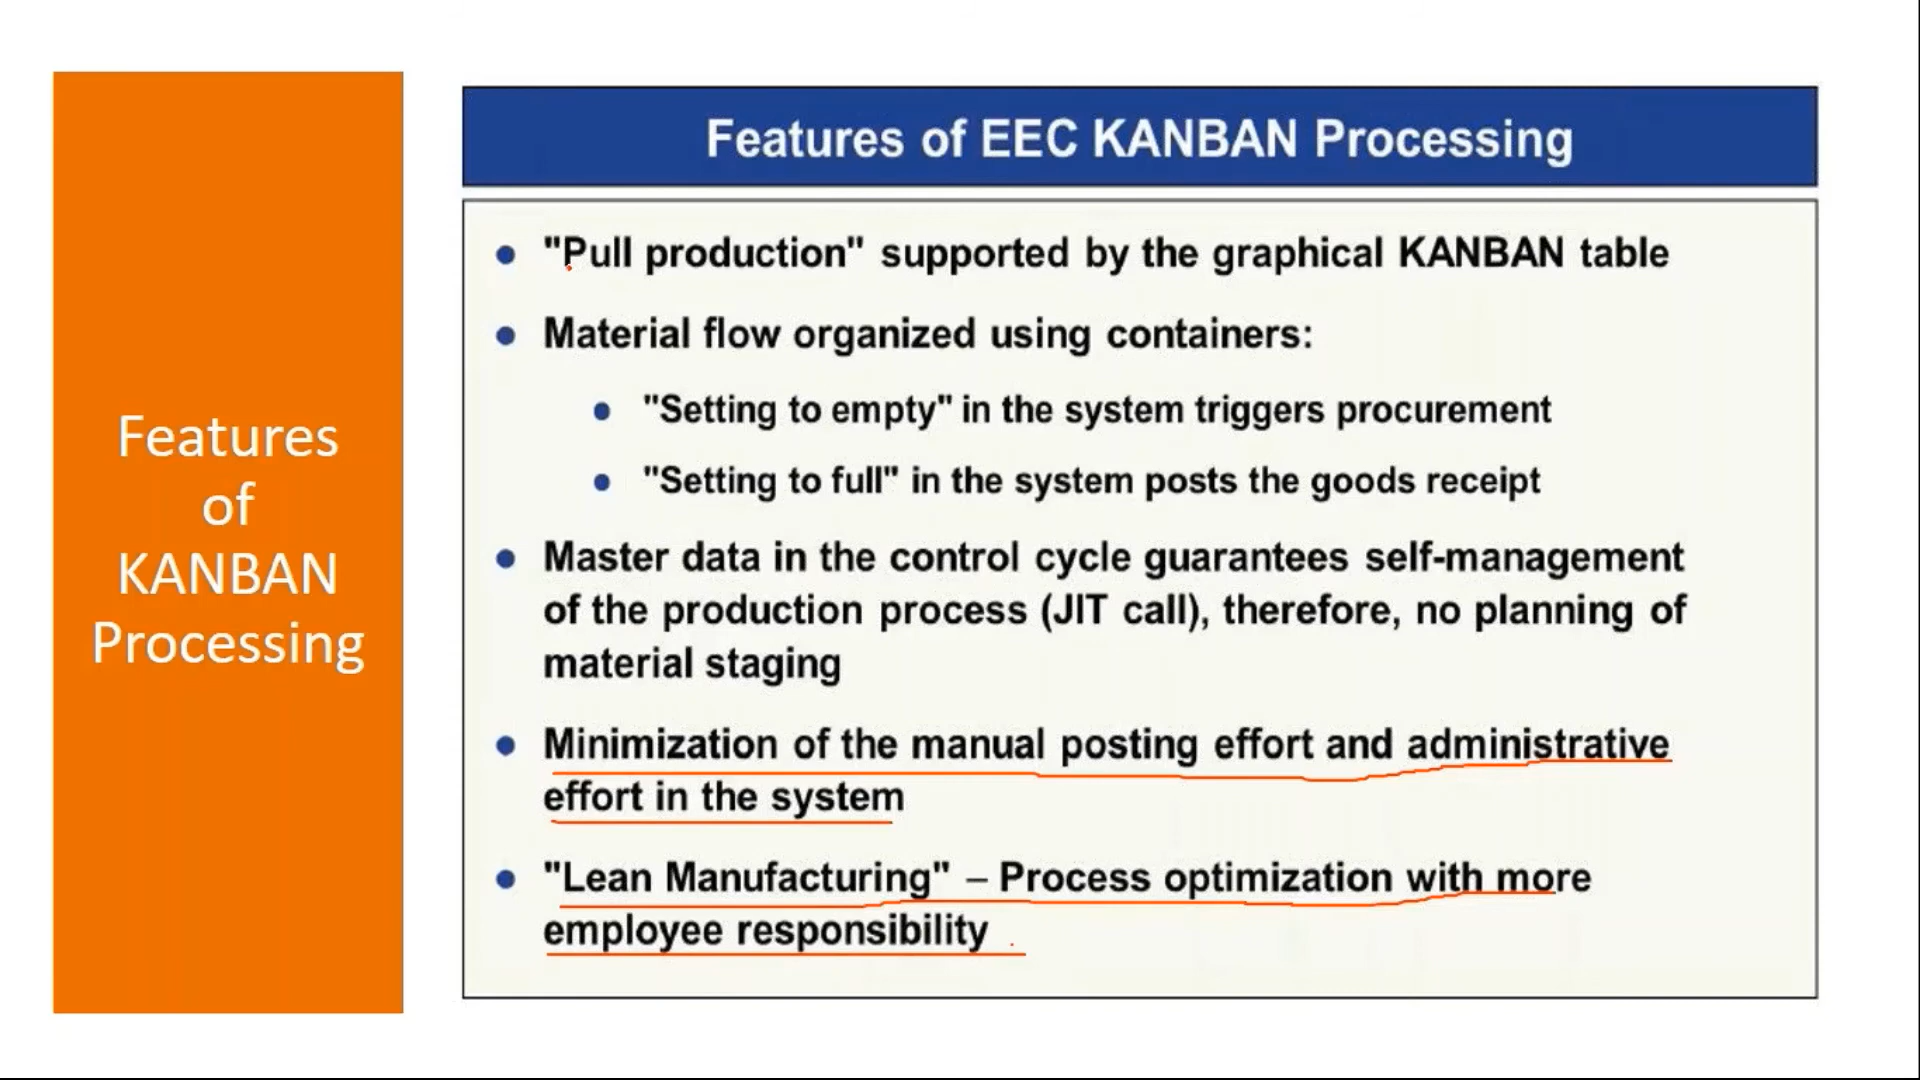 Features
of
KANBAN
Processing
Features of EEC KANBAN Processing
"Pull production" supported by the graphical KANBAN table
Material flow organized using containers:
"Setting to empty" in the system triggers procurement
"Setting to full" in the system posts the goods receipt
Master data in the control cycle guarantees self-management
of the production process (JIT call), therefore, no planning of
material staging
Minimization of the manual posting effort and administrative
effort in the system
"Lean Manufacturing" – Process optimization with more
employee responsibility